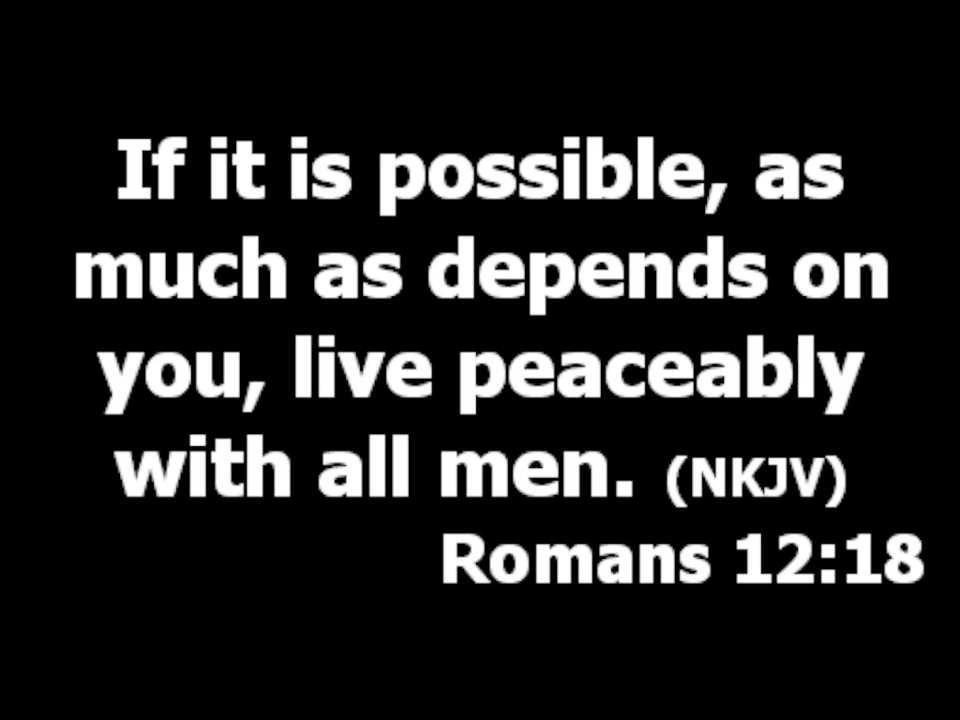 If it is possible, as
much as depends on
you, live peaceably
with all men. (NKJV)
Romans 12:18